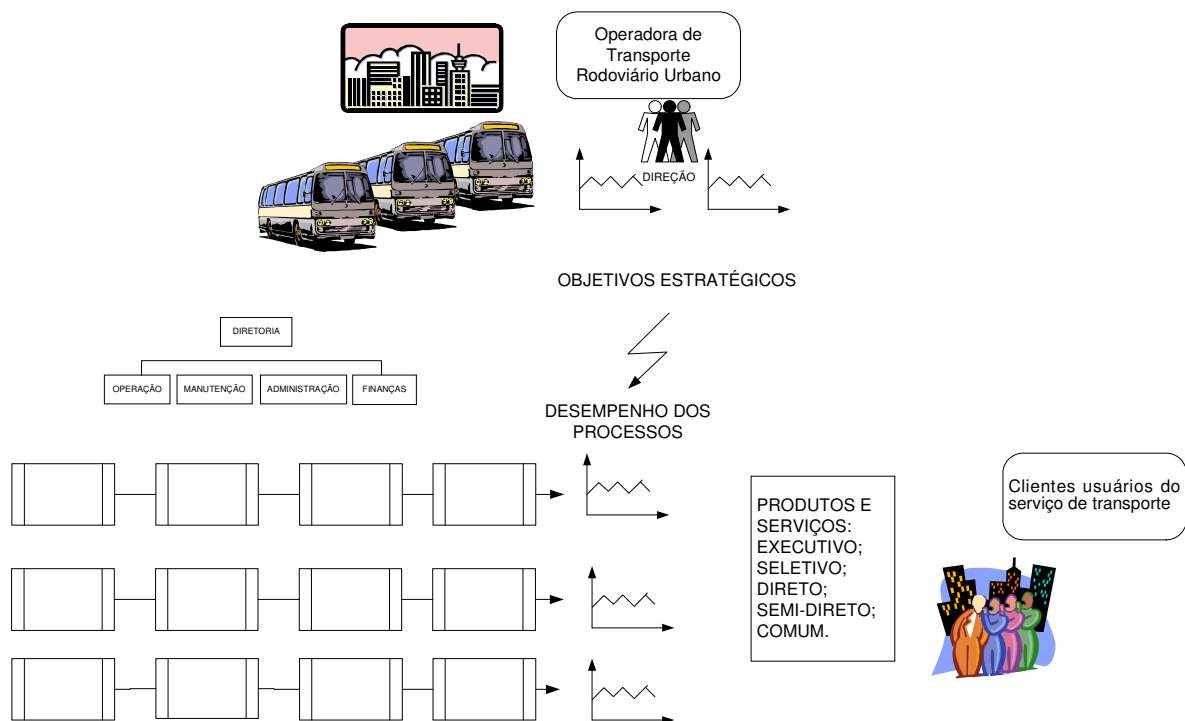 Operadora de
Transporte
Rodoviário Urbano
DIREÇÃO
OBJETIVOS ESTRATÉGICOS
DIRETORIA
OPERAÇÃO
MANUTENÇÃO
ADMINISTRAÇÃO
FINANÇAS
DESEMPENHO DOS
PROCESSOS
PRODUTOS E
SERVIÇOS:
EXECUTIVO;
SELETIVO;
DIRETO;
SEMI-DIRETO;
COMUM.
Clientes usuários do
serviço de transporte